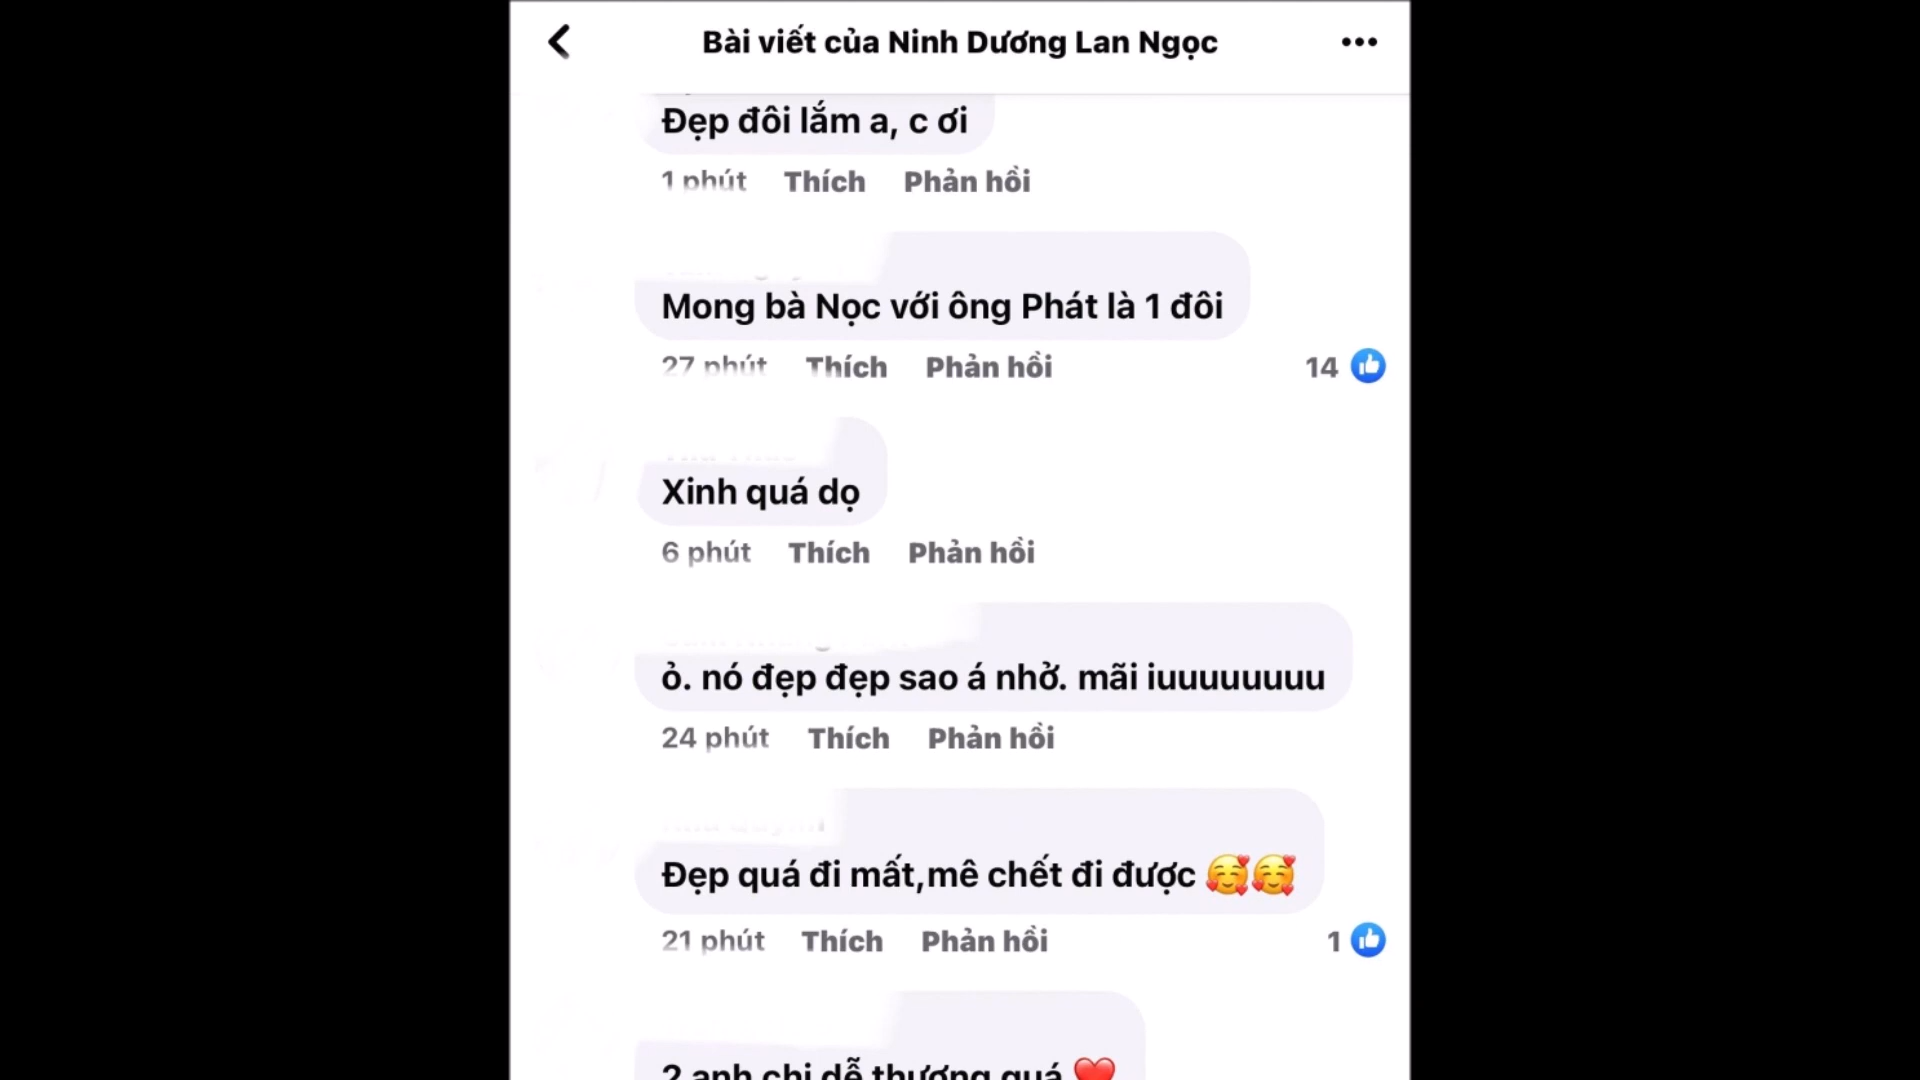 Bài viết của Ninh Dương Lan Ngọc
Đẹp đôi lắm a, c ơi
1 phút Thích Phản hồi
Mong bà Nọc với ông Phát là 1 đôi
27 phút Thích Phản hồi 14
Xinh quá dọ
6 phút Thích Phản hồi
ỏ. nó đẹp đẹp sao á nhở. mãi iuuuuuuuu
24 phút Thích Phản hồi
Đẹp quá đi mất,mê chết đi được 🥰🥰
21 phút Thích Phản hồi 1
2 anh chị dễ thương quá ❤️